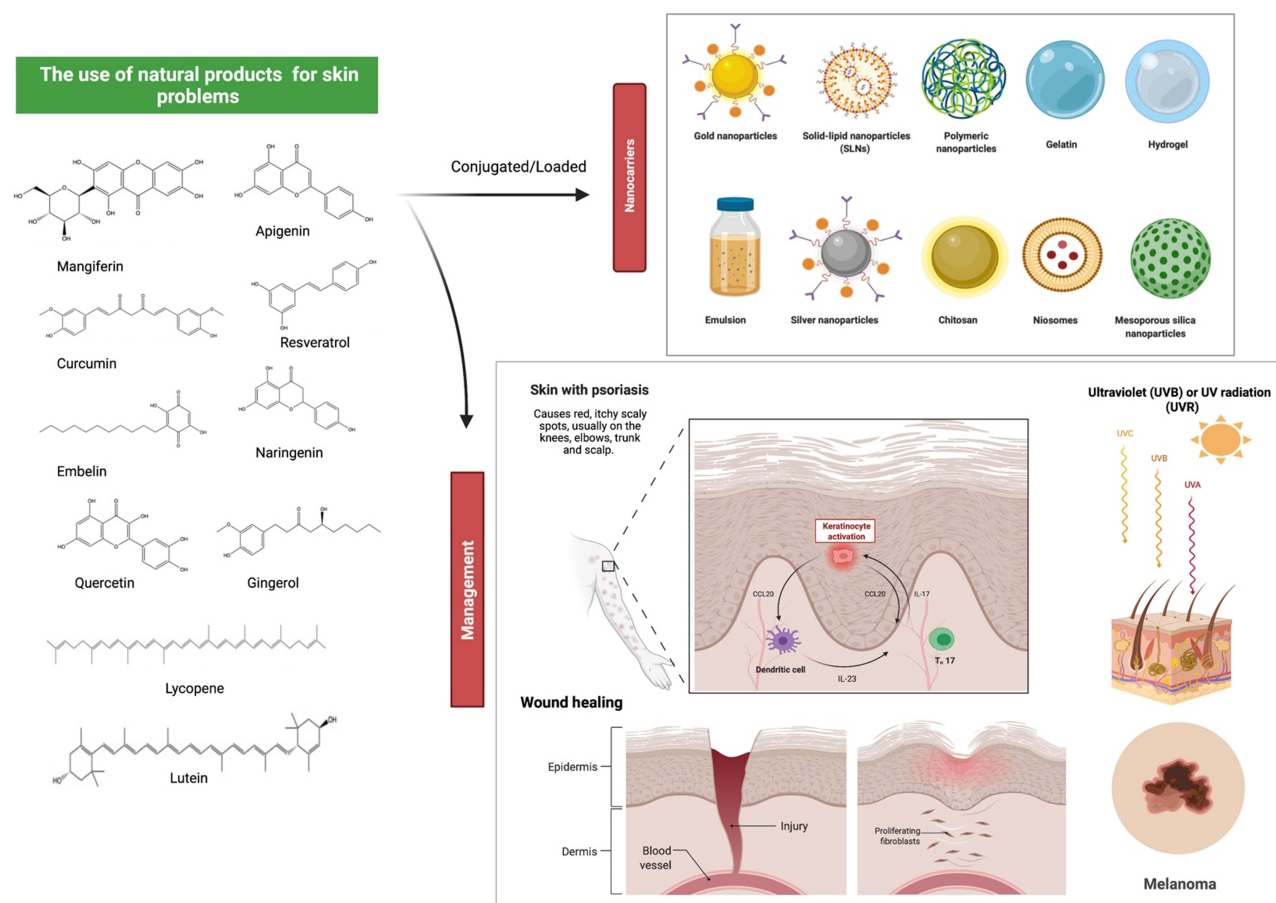 The use of natural products for skin
problems
Mangiferin
Apigenin
Curcumin
Resveratrol
Embelin
Naringenin
Quercetin
Gingerol
Lycopene
Lutein
Conjugated/Loaded
Nanocarriers
Gold nanoparticles
Solid-lipid nanoparticles
(SLNs)
Polymeric
nanoparticles
Gelatin
Hydrogel
Emulsion
Silver nanoparticles
Chitosan
Niosomes
Mesoporous silica
nanoparticles
Management
Skin with psoriasis
Causes red, itchy scaly
spots, usually on the
knees, elbows, trunk
and scalp.
Keratinocyte
activation
CCL20
CCL20
IL-17
Dendritic cell
IL-23
Tₕ 17
Ultraviolet (UVB) or UV radiation
(UVR)
UVC
UVB
UVA
Wound healing
Epidermis
Dermis
Injury
Blood
vessel
Proliferating
fibroblasts
Melanoma